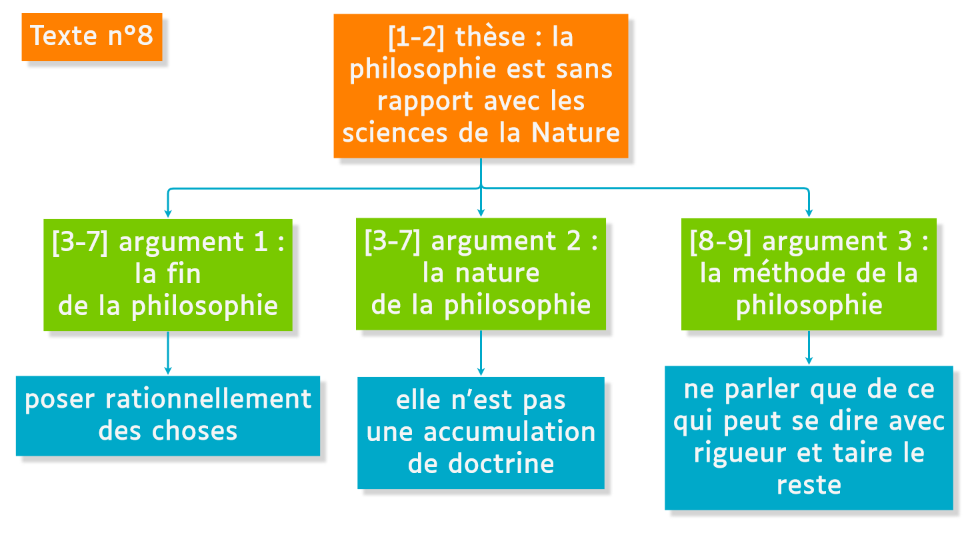 Texte n°8
[1-2] thèse : la
philosophie est sans
rapport avec les
sciences de la Nature
[3-7] argument 1 :
la fin
de la philosophie
[3-7] argument 2 :
la nature
de la philosophie
[8-9] argument 3 :
la méthode de la
philosophie
poser rationnellement
des choses
elle n’est pas
une accumulation
de doctrine
ne parler que de ce
qui peut se dire avec
rigueur et taire le
reste